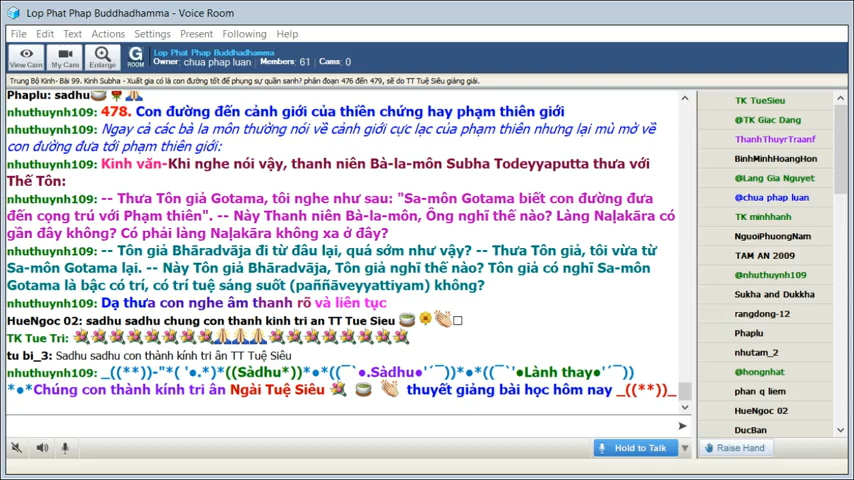 Lop Phat Phap Buddhadhamma - Voice Room
File Edit Text Actions Settings Present Following Help
View Cam My Cam Enlarge G ROOM
Lop Phat Phap Buddhadhamma
Owner: chua phap luan Members: 61 Cams: 0
Trung Bộ Kinh- Bài 99. Kinh Subha - Xuất gia có là con đường tốt để phụng sự quần sanh? phân đoạn 476 đến 479, sẽ do TT Tuệ Siêu giảng giải.
Phaplu: sadhu
nhuthuynh109: 478. Con đường đến cảnh giới của thiền chứng hay phạm thiên giới
nhuthuynh109: Ngay cả các bà la môn thường nói về cảnh giới cực lạc của phạm thiên nhưng lại mù mờ về
con đường đưa tới phạm thiên giới:
nhuthuynh109: Kinh văn-Khi nghe nói vậy, thanh niên Bà-la-môn Subha Todeyyaputta thưa với
Thế Tôn:
nhuthuynh109: -- Thưa Tôn giả Gotama, tôi nghe như sau: "Sa-môn Gotama biết con đường đưa
đến cọng trú với Phạm thiên". -- Này Thanh niên Bà-la-môn, Ông nghĩ thế nào? Làng Naḷakāra có
gần đây không? Có phải làng Naḷakāra không xa ở đây?
nhuthuynh109: -- Tôn giả Bhāradvāja đi từ đâu lại, quá sớm như vậy? -- Thưa Tôn giả, tôi vừa từ
Sa-môn Gotama lại. -- Này Tôn giả Bhāradvāja, Tôn giả nghĩ thế nào? Tôn giả có nghĩ Sa-môn
Gotama là bậc có trí, có trí tuệ sáng suốt (paññāveyyattiyam) không?
nhuthuynh109: Dạ thưa con nghe âm thanh rõ và liên tục
HueNgoc 02: sadhu sadhu chung con thanh kinh tri an TT Tue Sieu
TK Tue Tri:
tu bi_3: Sadhu sadhu con thành kính tri ân TT Tuệ Siêu
nhuthuynh109: _((**))-"*( '●.*)*((Sàdhu*))*●*((¯`●.Sàdhu●'´¯))*●*((¯`'●Lành thay●'´¯))
*●*Chúng con thành kính tri ân Ngài Tuệ Siêu thuyết giảng bài học hôm nay _((**))_
Hold to Talk
Raise Hand
TK TueSieu
@TK Giac Dang
ThanhThuyrTraanf
BinhMinhHoangHon
@Lang Gia Nguyet
@chua phap luan
TK minhhanh
NguoiPhuongNam
TAM AN 2009
@nhuthuynh109
Sukha and Dukkha
rangdong-12
Phaplu
nhutam_2
@hongnhat
phan q liem
HueNgoc 02
DucBan